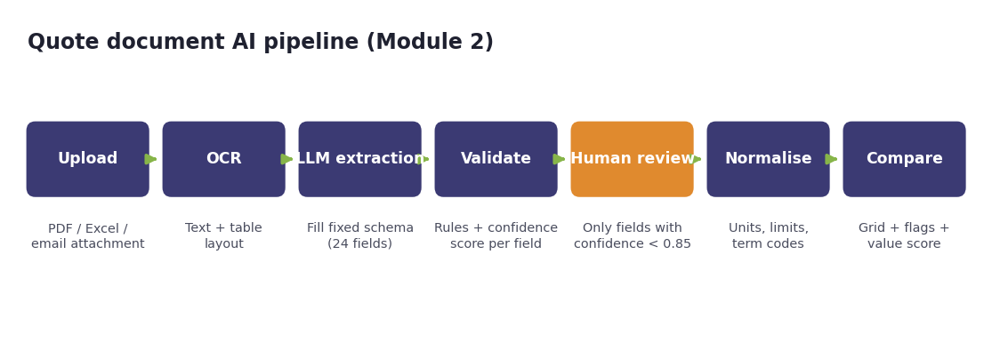 Quote document AI pipeline (Module 2)
Upload
OCR
LLM extraction
Validate
Human review
Normalise
Compare
PDF / Excel /
email attachment
Text + table
layout
Fill fixed schema
(24 fields)
Rules + confidence
score per field
Only fields with
confidence < 0.85
Units, limits,
term codes
Grid + flags +
value score